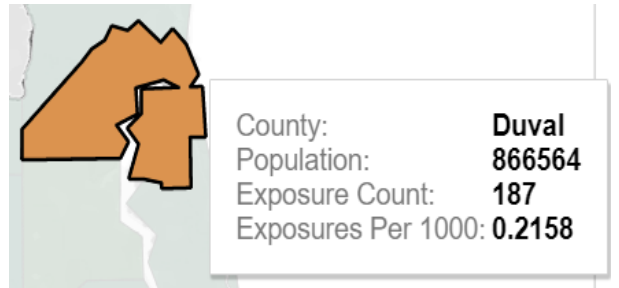 County: Duval
Population: 866564
Exposure Count: 187
Exposures Per 1000: 0.2158